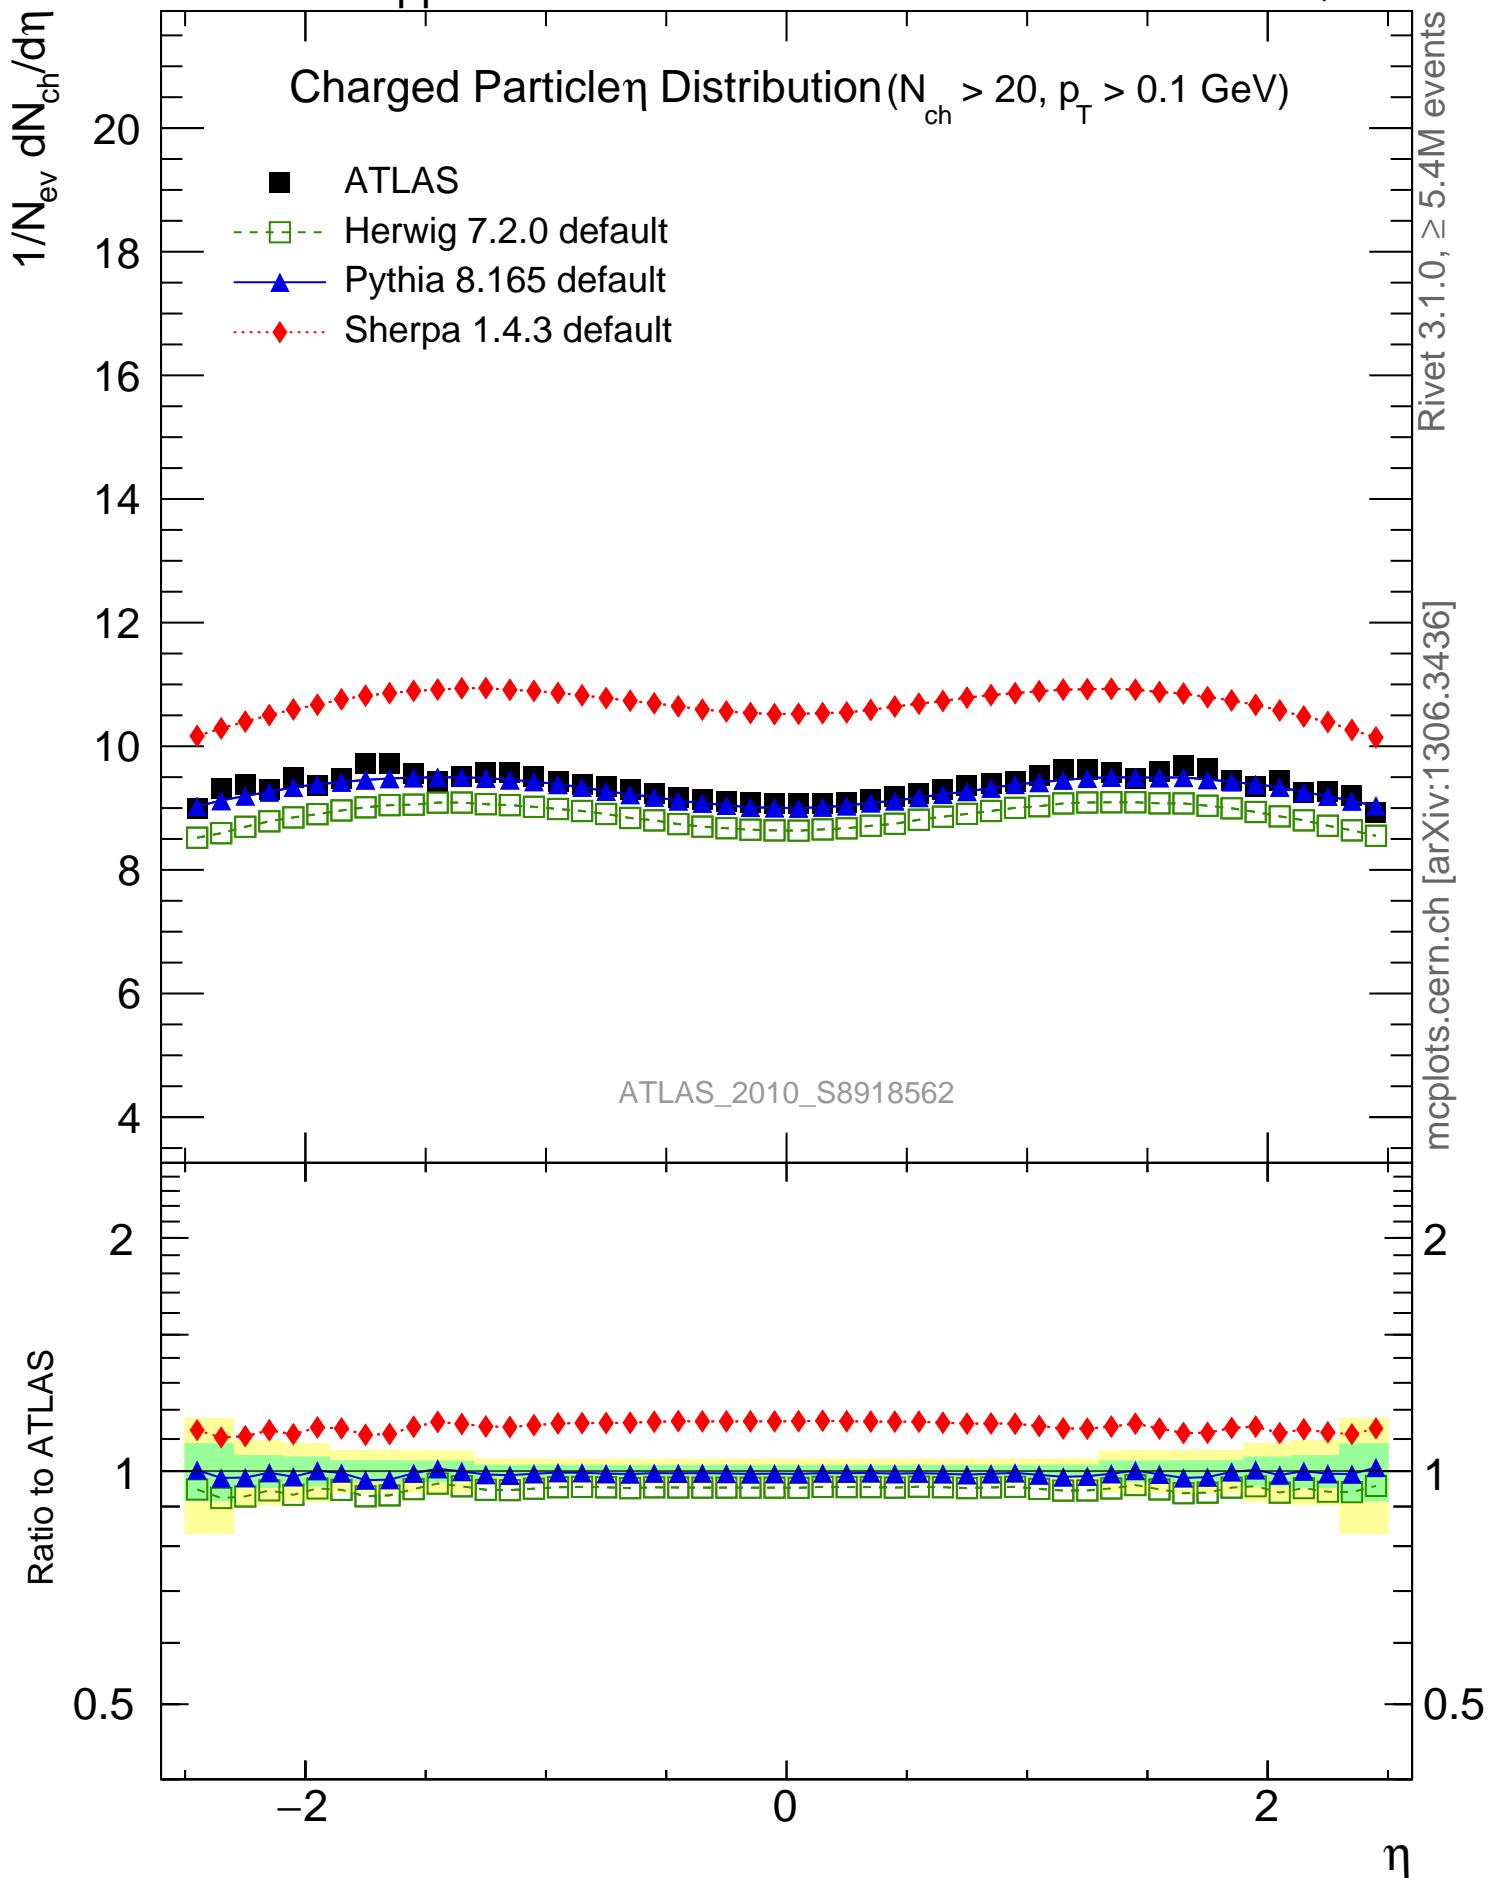 pp
Charged Particleη Distribution (N_ch > 20, p_T > 0.1 GeV)
1/N_ev dN_ch/dη
ATLAS
Herwig 7.2.0 default
Pythia 8.165 default
Sherpa 1.4.3 default
20
18
16
14
12
10
8
6
4
ATLAS_2010_S8918562
Rivet 3.1.0, ≥ 5.4M events
mcplots.cern.ch [arXiv:1306.3436]
Ratio to ATLAS
2
2
1
1
0.5
0.5
−2
0
2
η